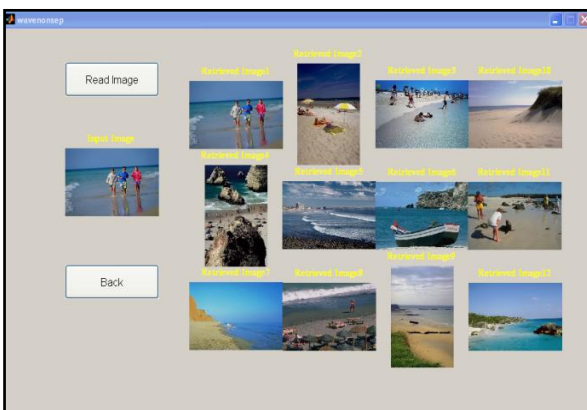 wavenonsep
Read Image
Input Image
Back
Retrieved Image1
Retrieved Image2
Retrieved Image3
Retrieved Image10
Retrieved Image4
Retrieved Image5
Retrieved Image6
Retrieved Image11
Retrieved Image7
Retrieved Image8
Retrieved Image9
Retrieved Image12